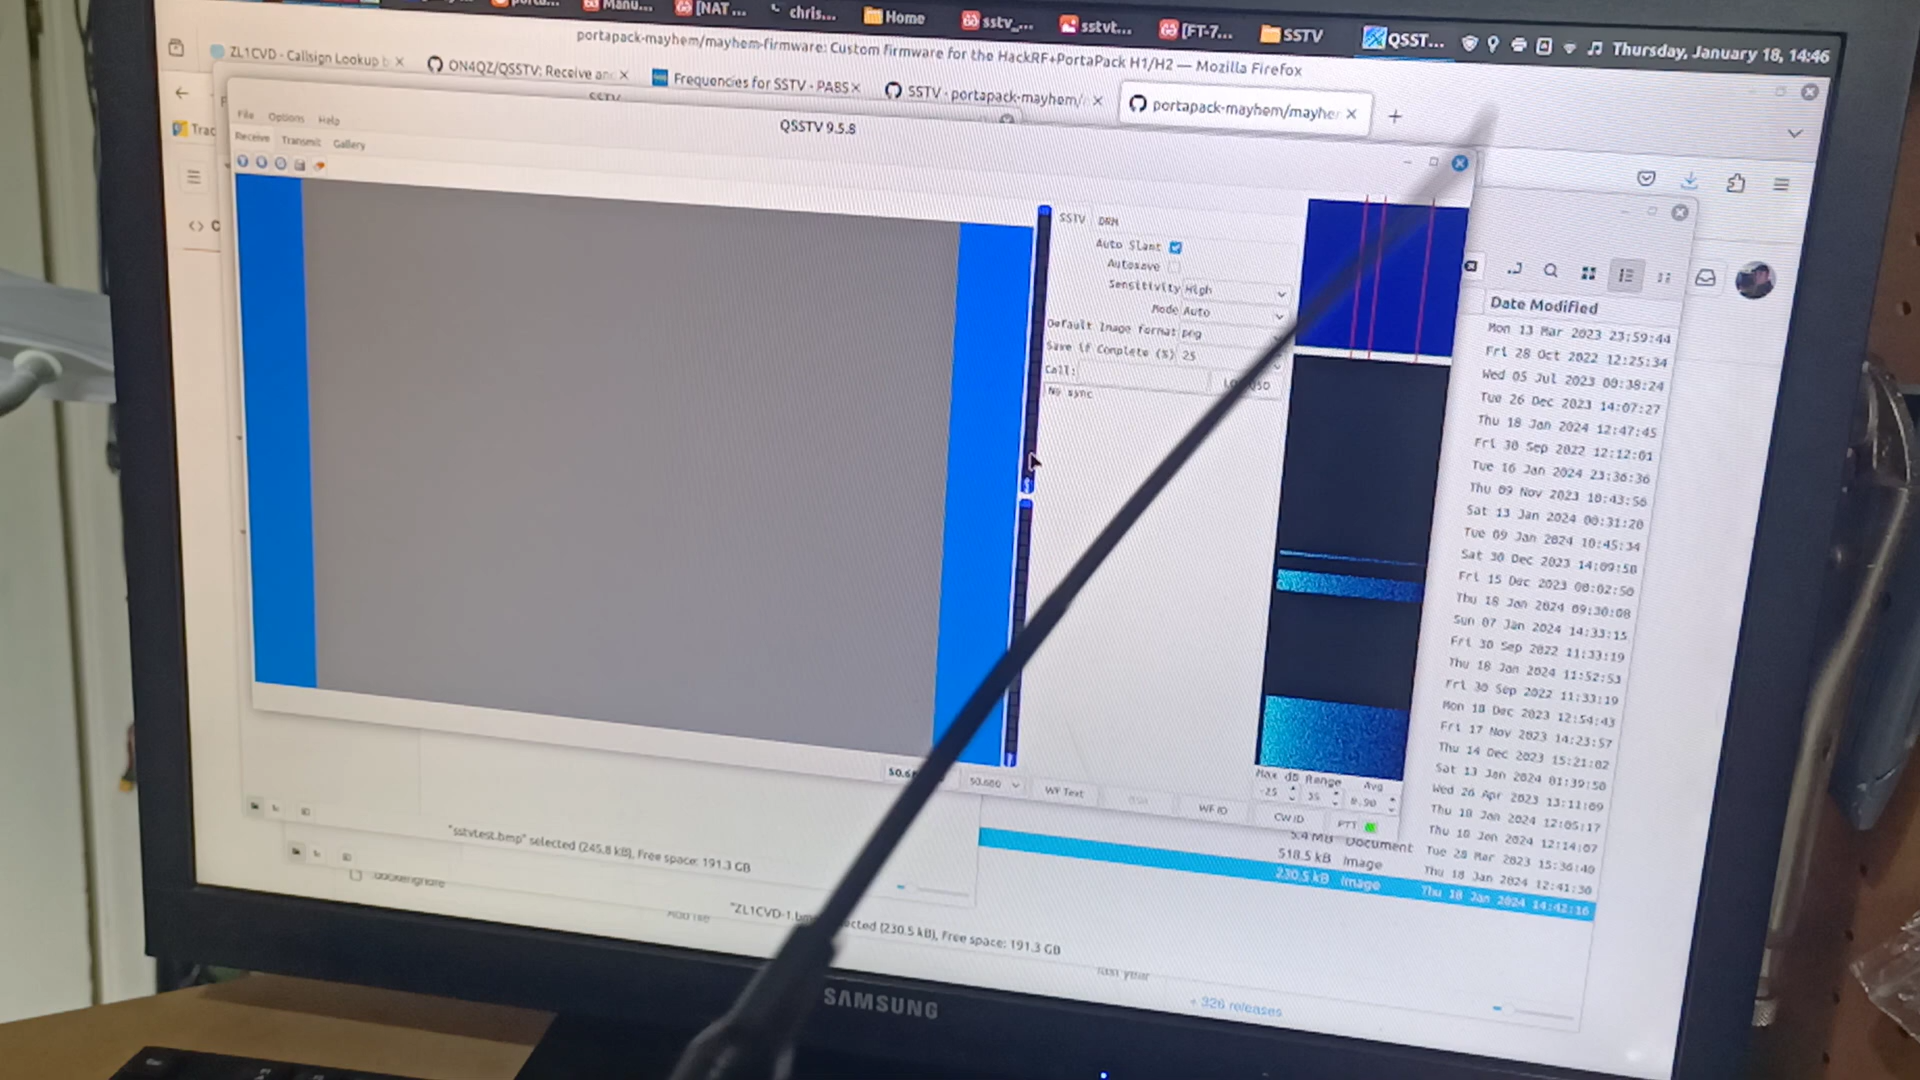 Manu...
[NAT ...
chris...
Home
sstv_...
sstvt...
[FT-7...
SSTV
QSST...
Thursday, January 18, 14:46
portapack-mayhem/mayhem-firmware: Custom firmware for the HackRF+PortaPack H1/H2 — Mozilla Firefox
ZL1CVD - Callsign Lookup
ON4QZ/QSSTV: Receive an
Frequencies for SSTV - PABS
SSTV - portapack-mayhem/
portapack-mayhem/mayhe
Trac
File Options Help
QSSTV 9.5.8
Receive Transmit Gallery
SSTV DRM
Auto Slant
Autosave
Sensitivity High
Mode Auto
Default Image format png
Save if Complete (%) 25
Call:
No sync
Date Modified
Mon 13 Mar 2023 23:59:44
Fri 28 Oct 2022 12:25:34
Wed 05 Jul 2023 00:38:24
Tue 26 Dec 2023 14:07:27
Thu 18 Jan 2024 12:47:45
Fri 30 Sep 2022 12:12:01
Tue 16 Jan 2024 23:36:36
Thu 09 Nov 2023 10:43:56
Sat 13 Jan 2024 00:31:20
Tue 09 Jan 2024 10:45:34
Sat 30 Dec 2023 14:09:50
Fri 15 Dec 2023 00:02:50
Thu 18 Jan 2024 09:30:08
Sun 07 Jan 2024 14:33:15
Fri 30 Sep 2022 11:33:19
Thu 18 Jan 2024 11:52:53
Fri 30 Sep 2022 11:33:19
Mon 18 Dec 2023 12:54:43
Fri 17 Nov 2023 14:23:57
Thu 14 Dec 2023 15:21:02
Sat 13 Jan 2024 01:39:50
Wed 26 Apr 2023 13:11:09
Thu 18 Jan 2024 12:05:17
Thu 18 Jan 2024 12:14:07
Tue 28 Mar 2023 15:36:40
Thu 18 Jan 2024 12:41:30
Thu 18 Jan 2024 14:42:16
Max dB Range Avg
-25 35 0.90
50.680
WF Text
WF ID
CW ID
PTT
5.4 MB Document
518.5 kB Image
230.5 kB Image
"sstvtest.bmp" selected (245.8 kB), Free space: 191.3 GB
(230.5 kB), Free space: 191.3 GB
last year
+ 326 releases
SAMSUNG